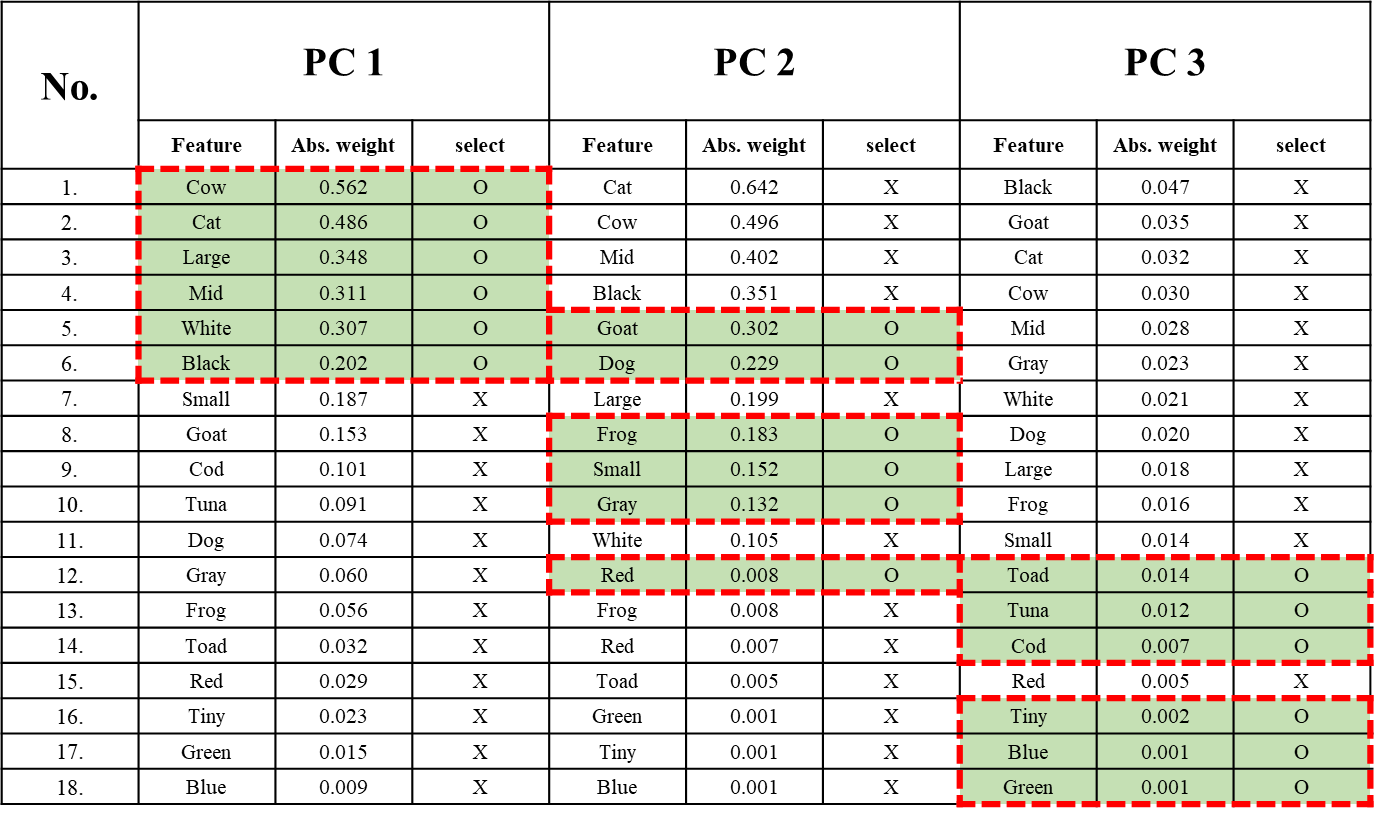 No. PC 1 PC 2 PC 3
Feature Abs. weight select Feature Abs. weight select Feature Abs. weight select
1. Cow 0.562 O Cat 0.642 X Black 0.047 X
2. Cat 0.486 O Cow 0.496 X Goat 0.035 X
3. Large 0.348 O Mid 0.402 X Cat 0.032 X
4. Mid 0.311 O Black 0.351 X Cow 0.030 X
5. White 0.307 O Goat 0.302 O Mid 0.028 X
6. Black 0.202 O Dog 0.229 O Gray 0.023 X
7. Small 0.187 X Large 0.199 X White 0.021 X
8. Goat 0.153 X Frog 0.183 O Dog 0.020 X
9. Cod 0.101 X Small 0.152 O Large 0.018 X
10. Tuna 0.091 X Gray 0.132 O Frog 0.016 X
11. Dog 0.074 X White 0.105 X Small 0.014 X
12. Gray 0.060 X Red 0.008 O Toad 0.014 O
13. Frog 0.056 X Frog 0.008 X Tuna 0.012 O
14. Toad 0.032 X Red 0.007 X Cod 0.007 O
15. Red 0.029 X Toad 0.005 X Red 0.005 X
16. Tiny 0.023 X Green 0.001 X Tiny 0.002 O
17. Green 0.015 X Tiny 0.001 X Blue 0.001 O
18. Blue 0.009 X Blue 0.001 X Green 0.001 O